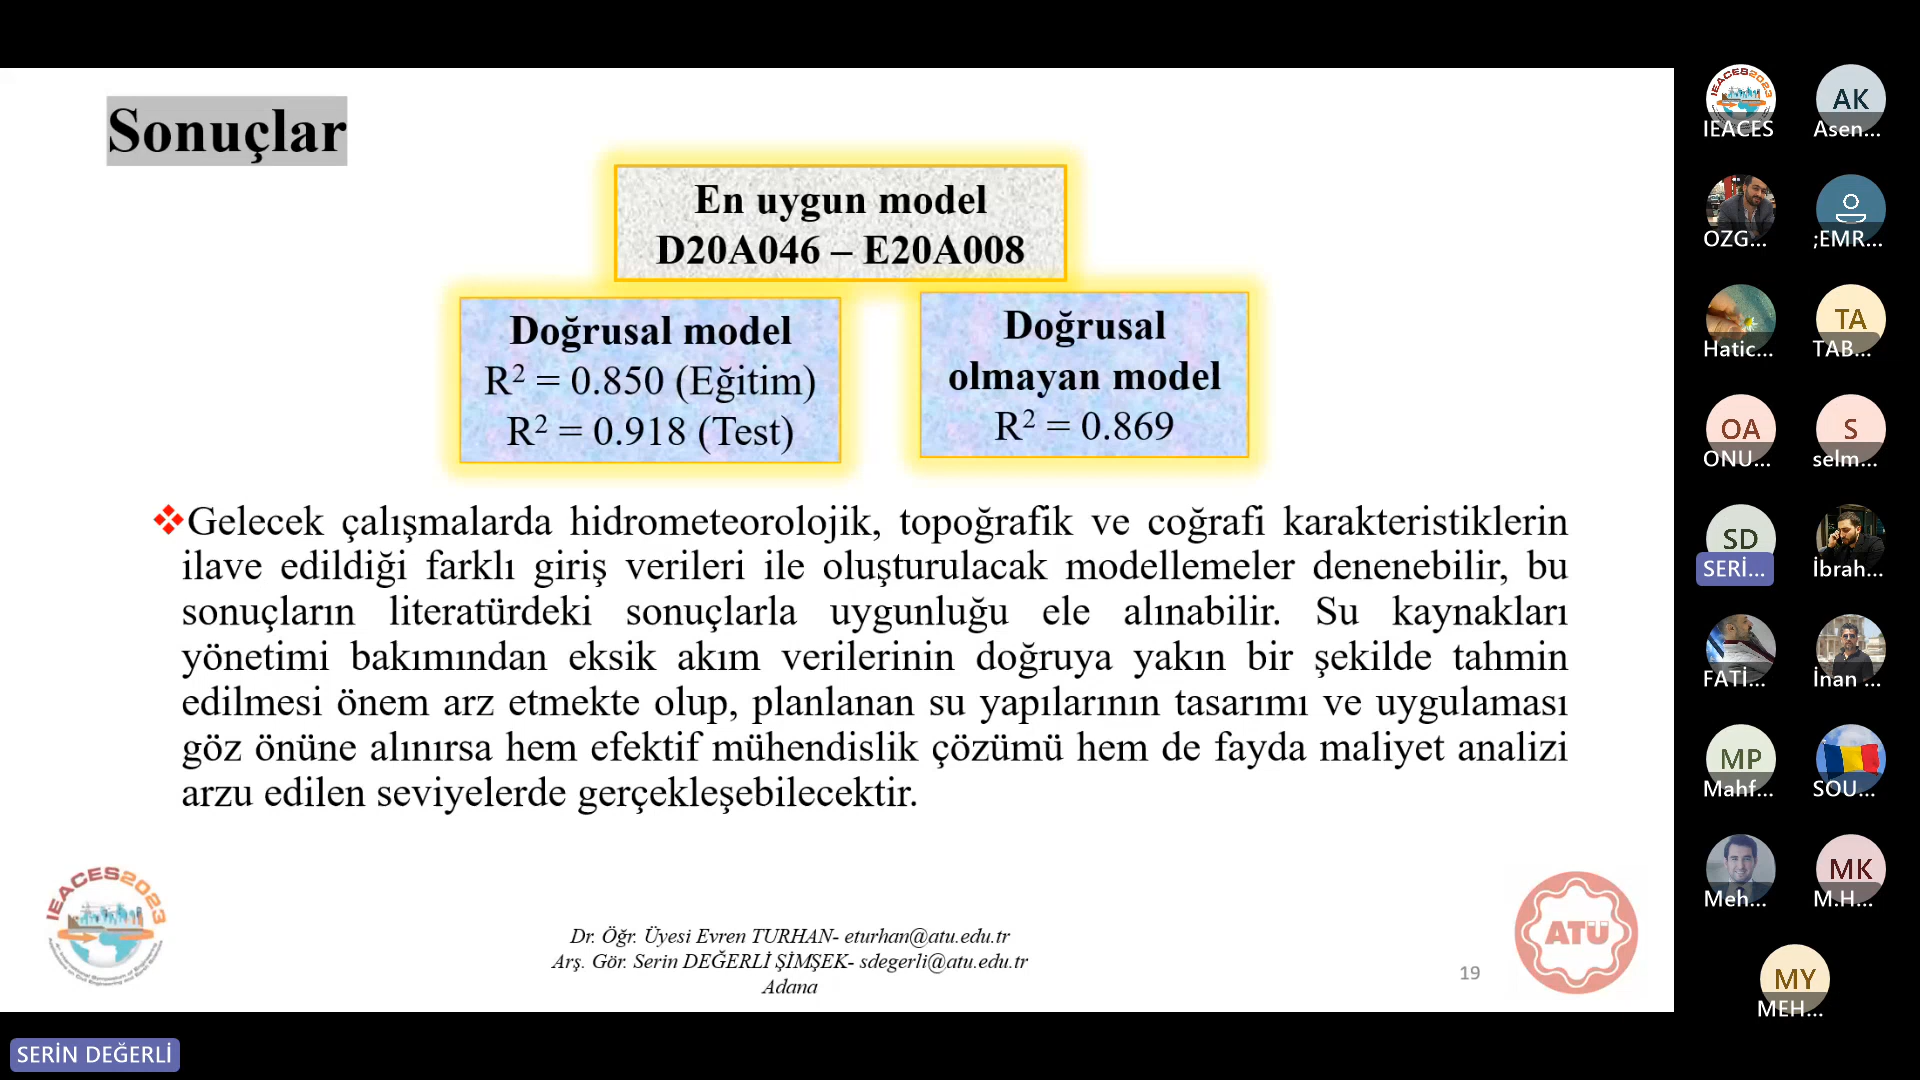 Sonuçlar
En uygun model
D20A046 – E20A008
Doğrusal model
R² = 0.850 (Eğitim)
R² = 0.918 (Test)
Doğrusal
olmayan model
R² = 0.869
Gelecek çalışmalarda hidrometeorolojik, topoğrafik ve coğrafi karakteristiklerin
ilave edildiği farklı giriş verileri ile oluşturulacak modellemeler denenebilir, bu
sonuçların literatürdeki sonuçlarla uygunluğu ele alınabilir. Su kaynakları
yönetimi bakımından eksik akım verilerinin doğruya yakın bir şekilde tahmin
edilmesi önem arz etmekte olup, planlanan su yapılarının tasarımı ve uygulaması
göz önüne alınırsa hem efektif mühendislik çözümü hem de fayda maliyet analizi
arzu edilen seviyelerde gerçekleşebilecektir.
IEACES2023
Dr. Öğr. Üyesi Evren TURHAN- eturhan@atu.edu.tr
Arş. Gör. Serin DEĞERLİ ŞİMŞEK- sdegerli@atu.edu.tr
Adana
19
ATÜ
SERİN DEĞERLİ
IEACES2023
IEACES
AK
Asen...
OZG...
;EMR...
Hatic...
TA
TAB...
OA
ONU...
S
selm...
SD
SERİ...
İbrah...
FATİ...
İnan ...
MP
Mahf...
SOU...
Meh...
MK
M.H...
MY
MEH...